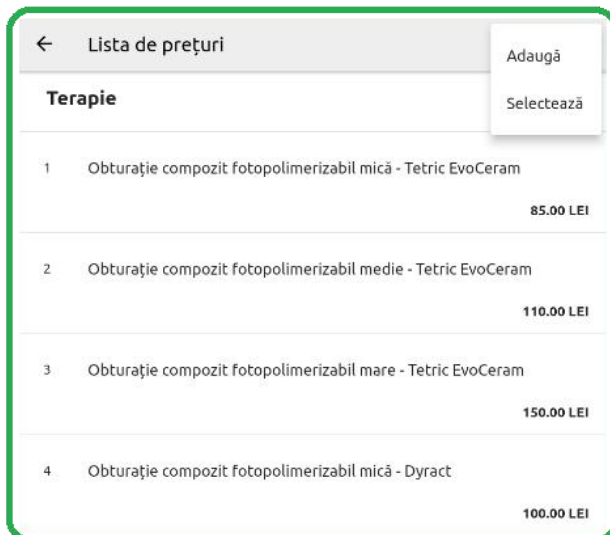 Lista de prețuri
Adaugă
Selectează
Terapie
1 Obturație compozit fotopolimerizabil mică - Tetric EvoCeram
85.00 LEI
2 Obturație compozit fotopolimerizabil medie - Tetric EvoCeram
110.00 LEI
3 Obturație compozit fotopolimerizabil mare - Tetric EvoCeram
150.00 LEI
4 Obturație compozit fotopolimerizabil mică - Dyract
100.00 LEI